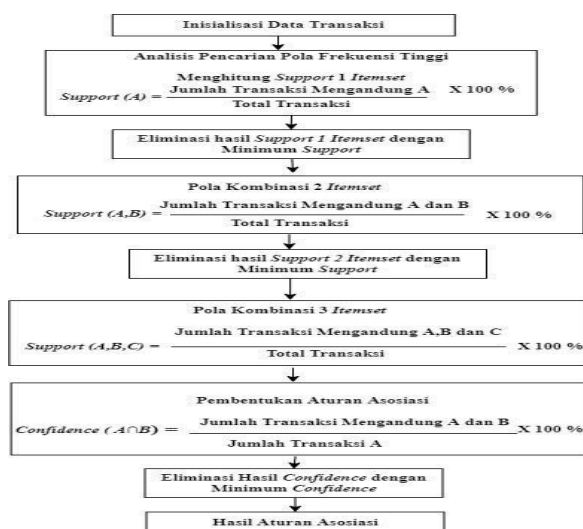 Inisialisasi Data Transaksi
Analisis Pencarian Pola Frekuensi Tinggi
Menghitung Support 1 Itemset
Support (A) = Jumlah Transaksi Mengandung A X 100 %
Total Transaksi
Eliminasi hasil Support 1 Itemset dengan
Minimum Support
Pola Kombinasi 2 Itemset
Support (A,B) = Jumlah Transaksi Mengandung A dan B X 100 %
Total Transaksi
Eliminasi hasil Support 2 Itemset dengan
Minimum Support
Pola Kombinasi 3 Itemset
Support (A,B,C) = Jumlah Transaksi Mengandung A,B dan C X 100 %
Total Transaksi
Pembentukan Aturan Asosiasi
Confidence ( A∩B) = Jumlah Transaksi Mengandung A dan B X 100 %
Jumlah Transaksi A
Eliminasi Hasil Confidence dengan
Minimum Confidence
Hasil Aturan Asosiasi